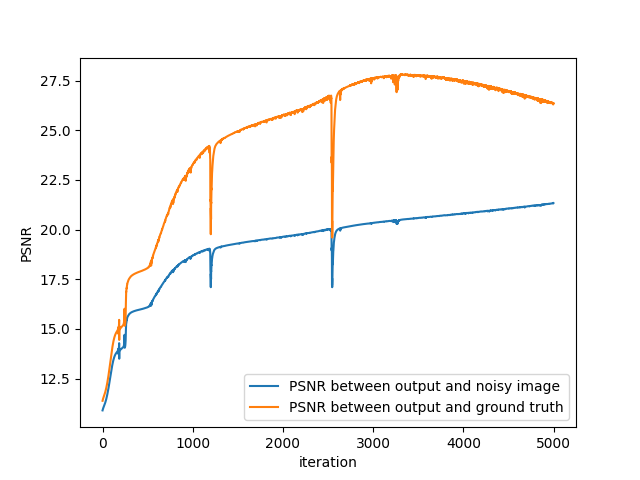 27.5
25.0
22.5
20.0
17.5
15.0
12.5
PSNR
PSNR between output and noisy image
PSNR between output and ground truth
0 1000 2000 3000 4000 5000
iteration